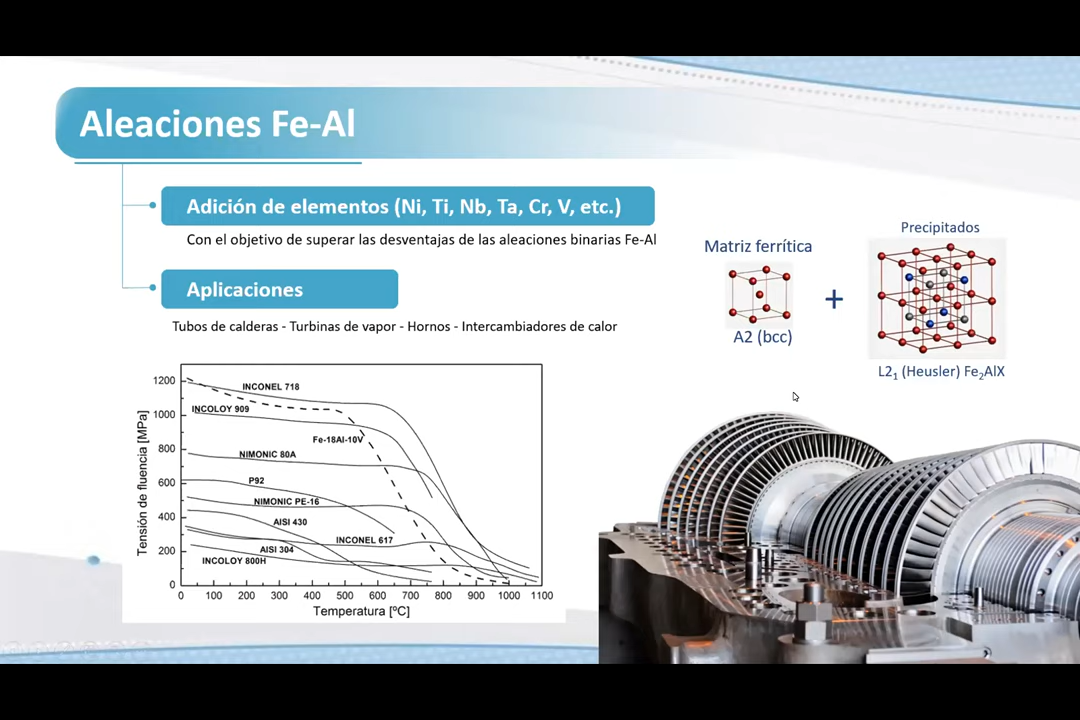 Aleaciones Fe-Al
Adición de elementos (Ni, Ti, Nb, Ta, Cr, V, etc.)
Con el objetivo de superar las desventajas de las aleaciones binarias Fe-Al
Aplicaciones
Tubos de calderas - Turbinas de vapor - Hornos - Intercambiadores de calor
Matriz ferrítica
A2 (bcc)
+
Precipitados
L2₁ (Heusler) Fe₂AlX
Tensión de fluencia [MPa]
1200
1000
800
600
400
200
0
INCONEL 718
INCOLOY 909
Fe-18Al-10V
NIMONIC 80A
P92
NIMONIC PE-16
AISI 430
INCONEL 617
AISI 304
INCOLOY 800H
0 100 200 300 400 500 600 700 800 900 1000 1100
Temperatura [ºC]